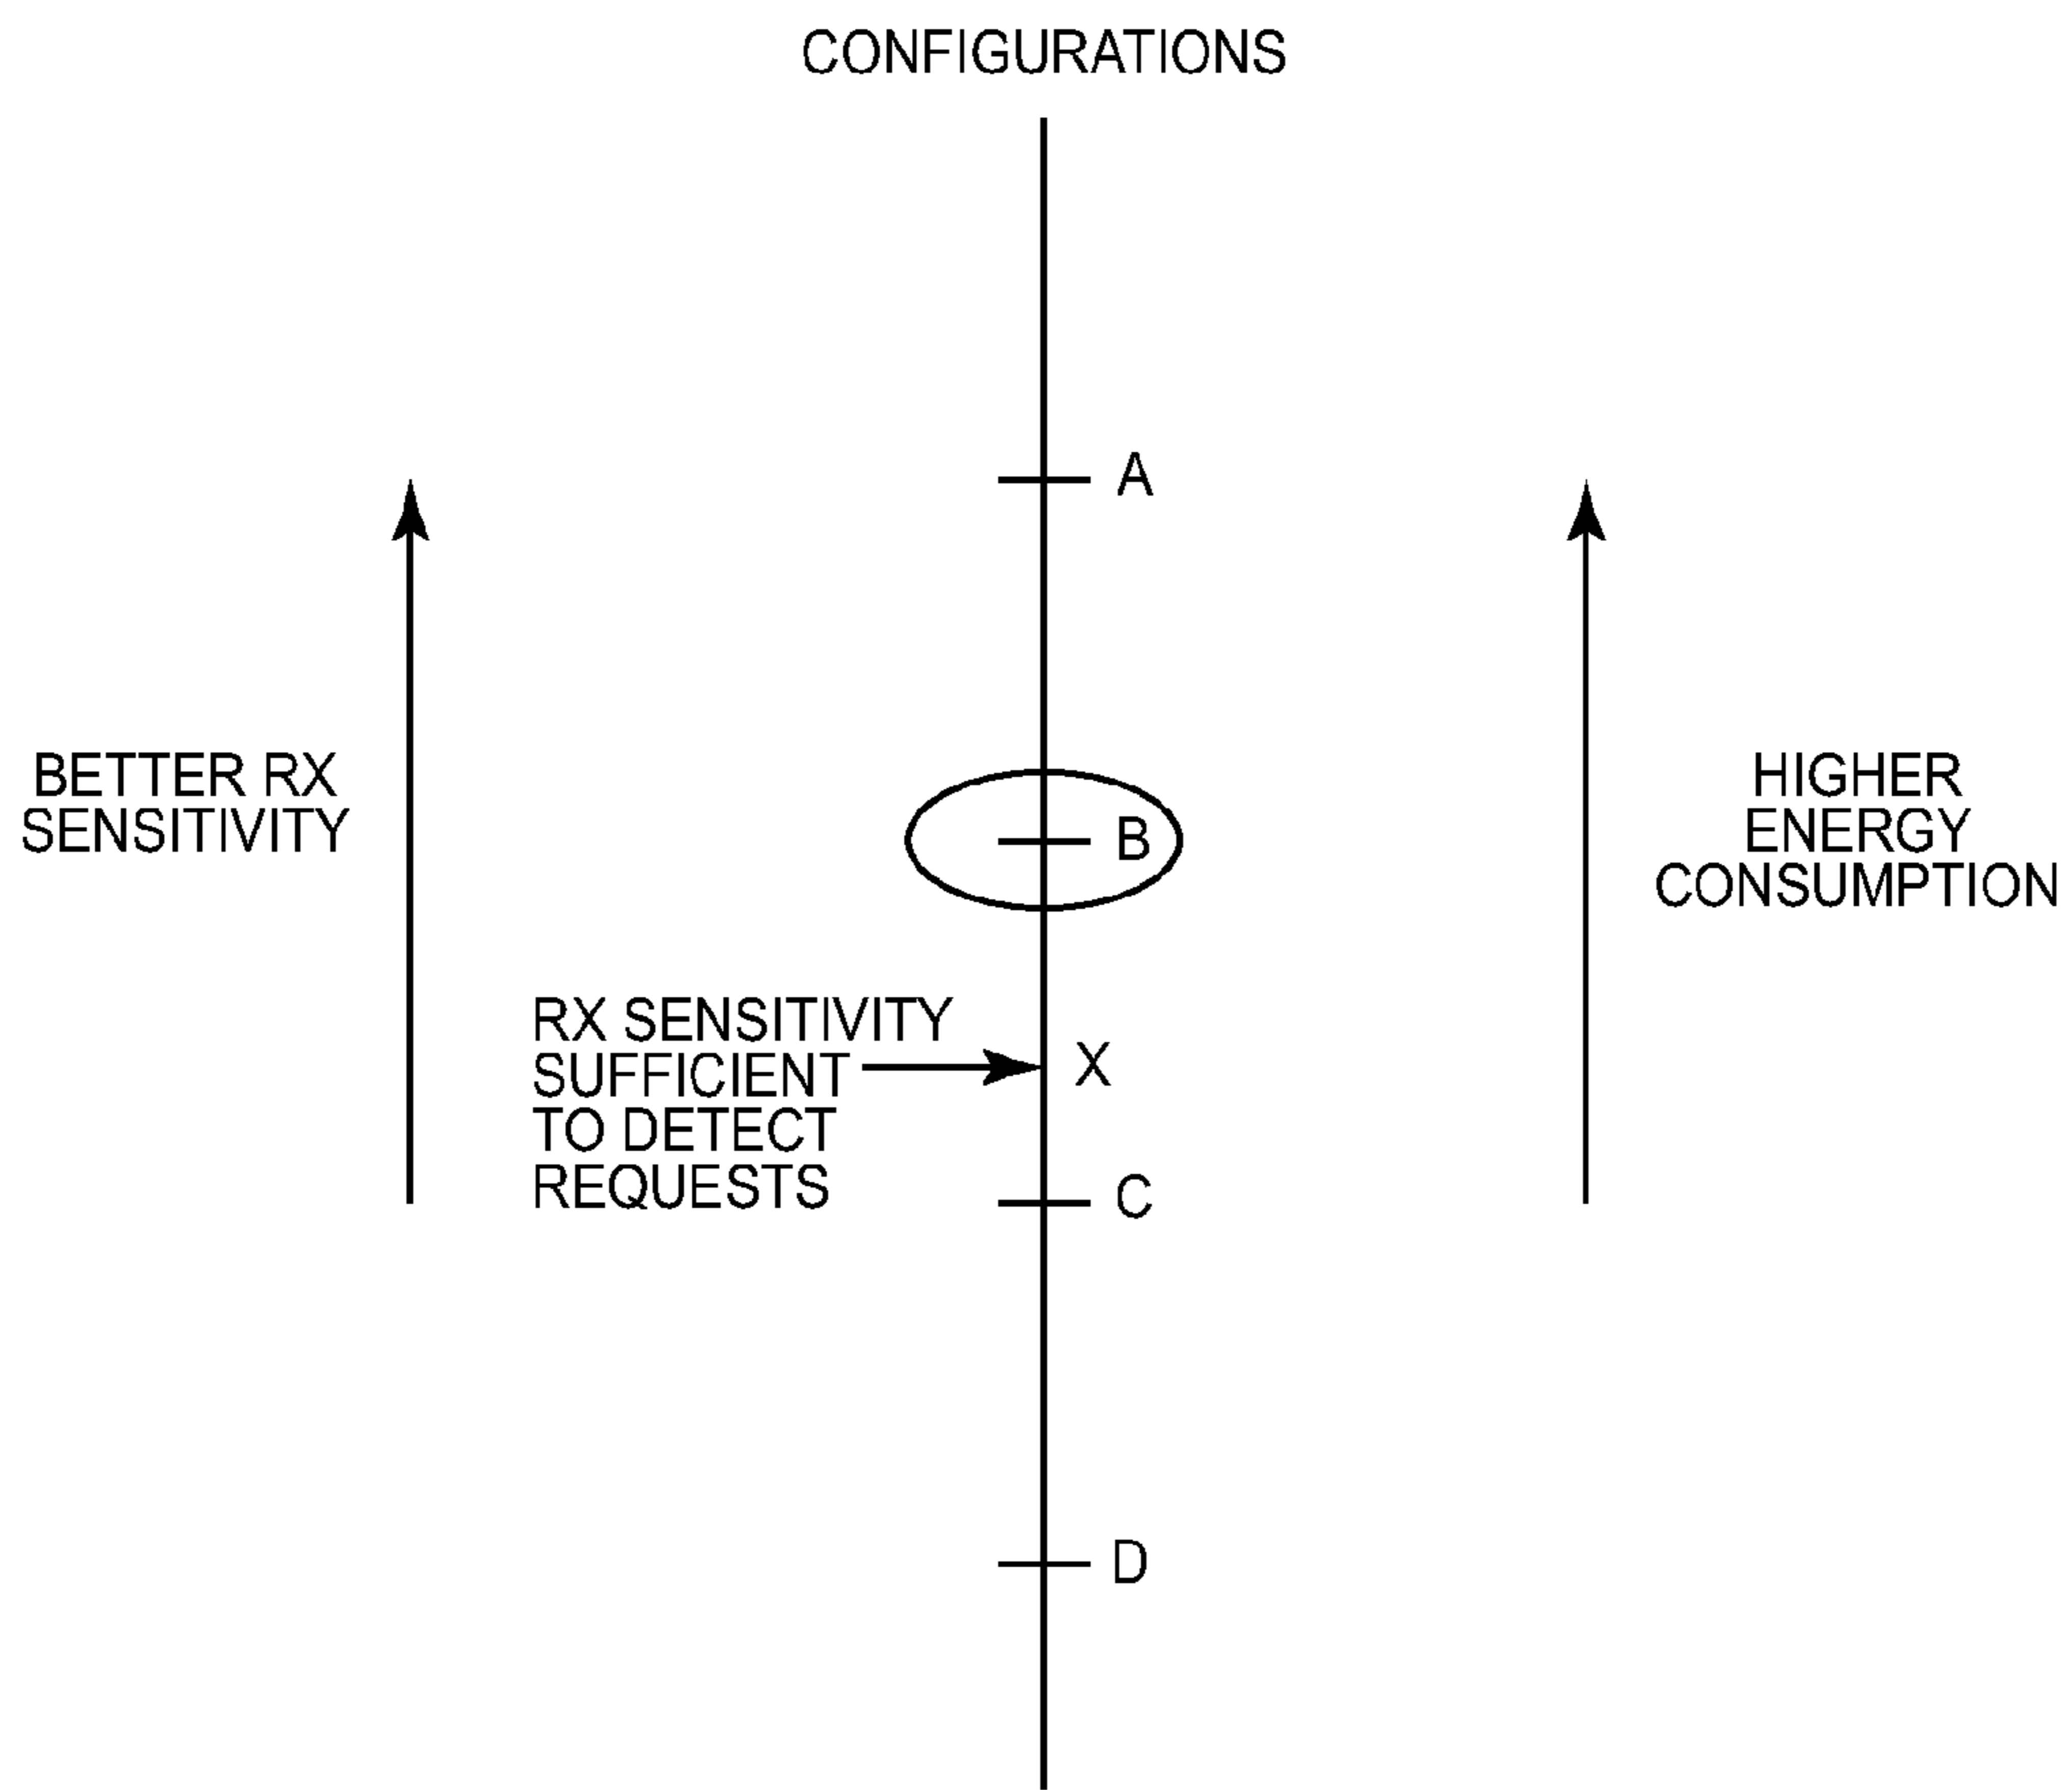 CONFIGURATIONS
A
BETTER RX
SENSITIVITY
B
HIGHER
ENERGY
CONSUMPTION
RX SENSITIVITY
SUFFICIENT
TO DETECT
REQUESTS
X
C
D